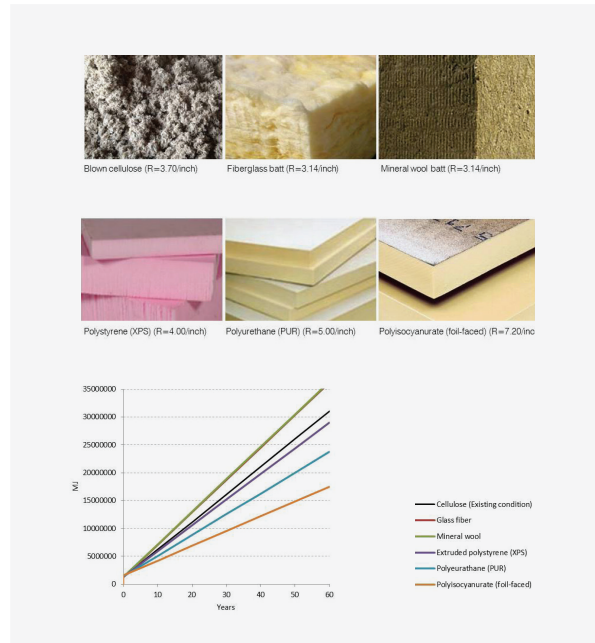 Blown cellulose (R=3.70/inch)
Fiberglass batt (R=3.14/inch)
Mineral wool batt (R=3.14/inch)
Polystyrene (XPS) (R=4.00/inch)
Polyurethane (PUR) (R=5.00/inch)
Polyisocyanurate (foil-faced) (R=7.20/inc
35000000
30000000
25000000
20000000
15000000
10000000
5000000
0
MJ
0 10 20 30 40 50 60
Years
Cellulose (Existing condition)
Glass fiber
Mineral wool
Extruded polystyrene (XPS)
Polyeurathane (PUR)
Polyisocyanurate (foil-faced)